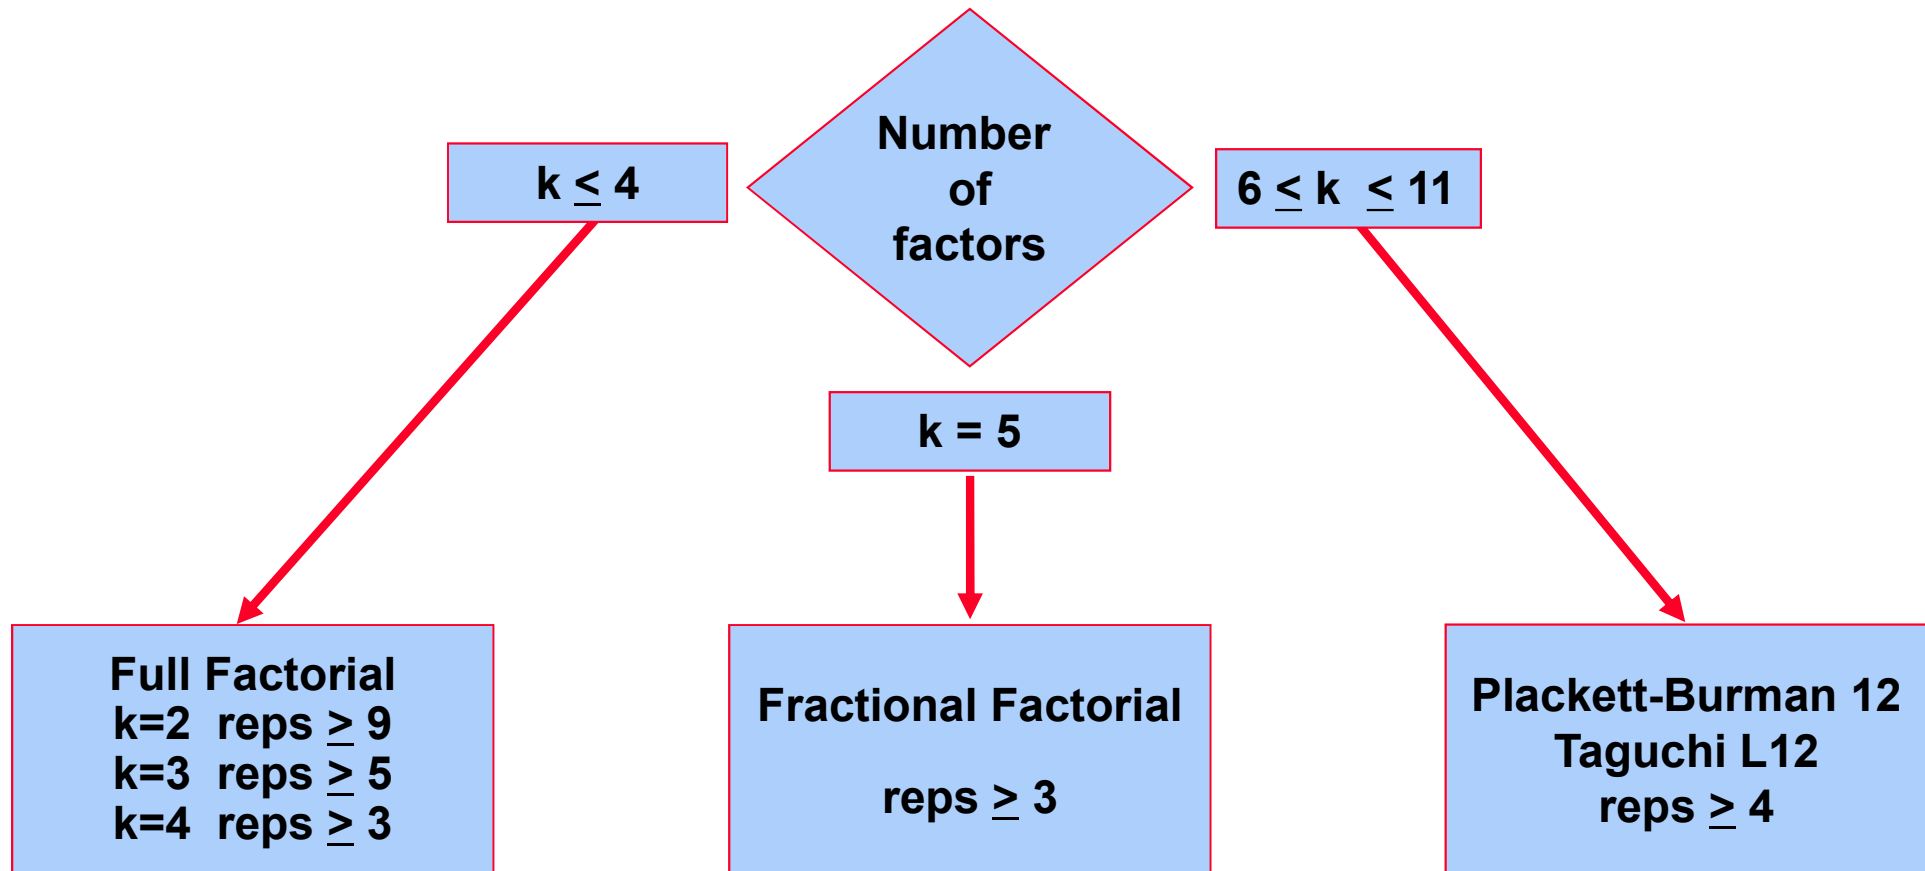 Number
of
factors
k ≤ 4
6 ≤ k ≤ 11
k = 5
Full Factorial
k=2 reps ≥ 9
k=3 reps ≥ 5
k=4 reps ≥ 3
Fractional Factorial
reps ≥ 3
Plackett-Burman 12
Taguchi L12
reps ≥ 4